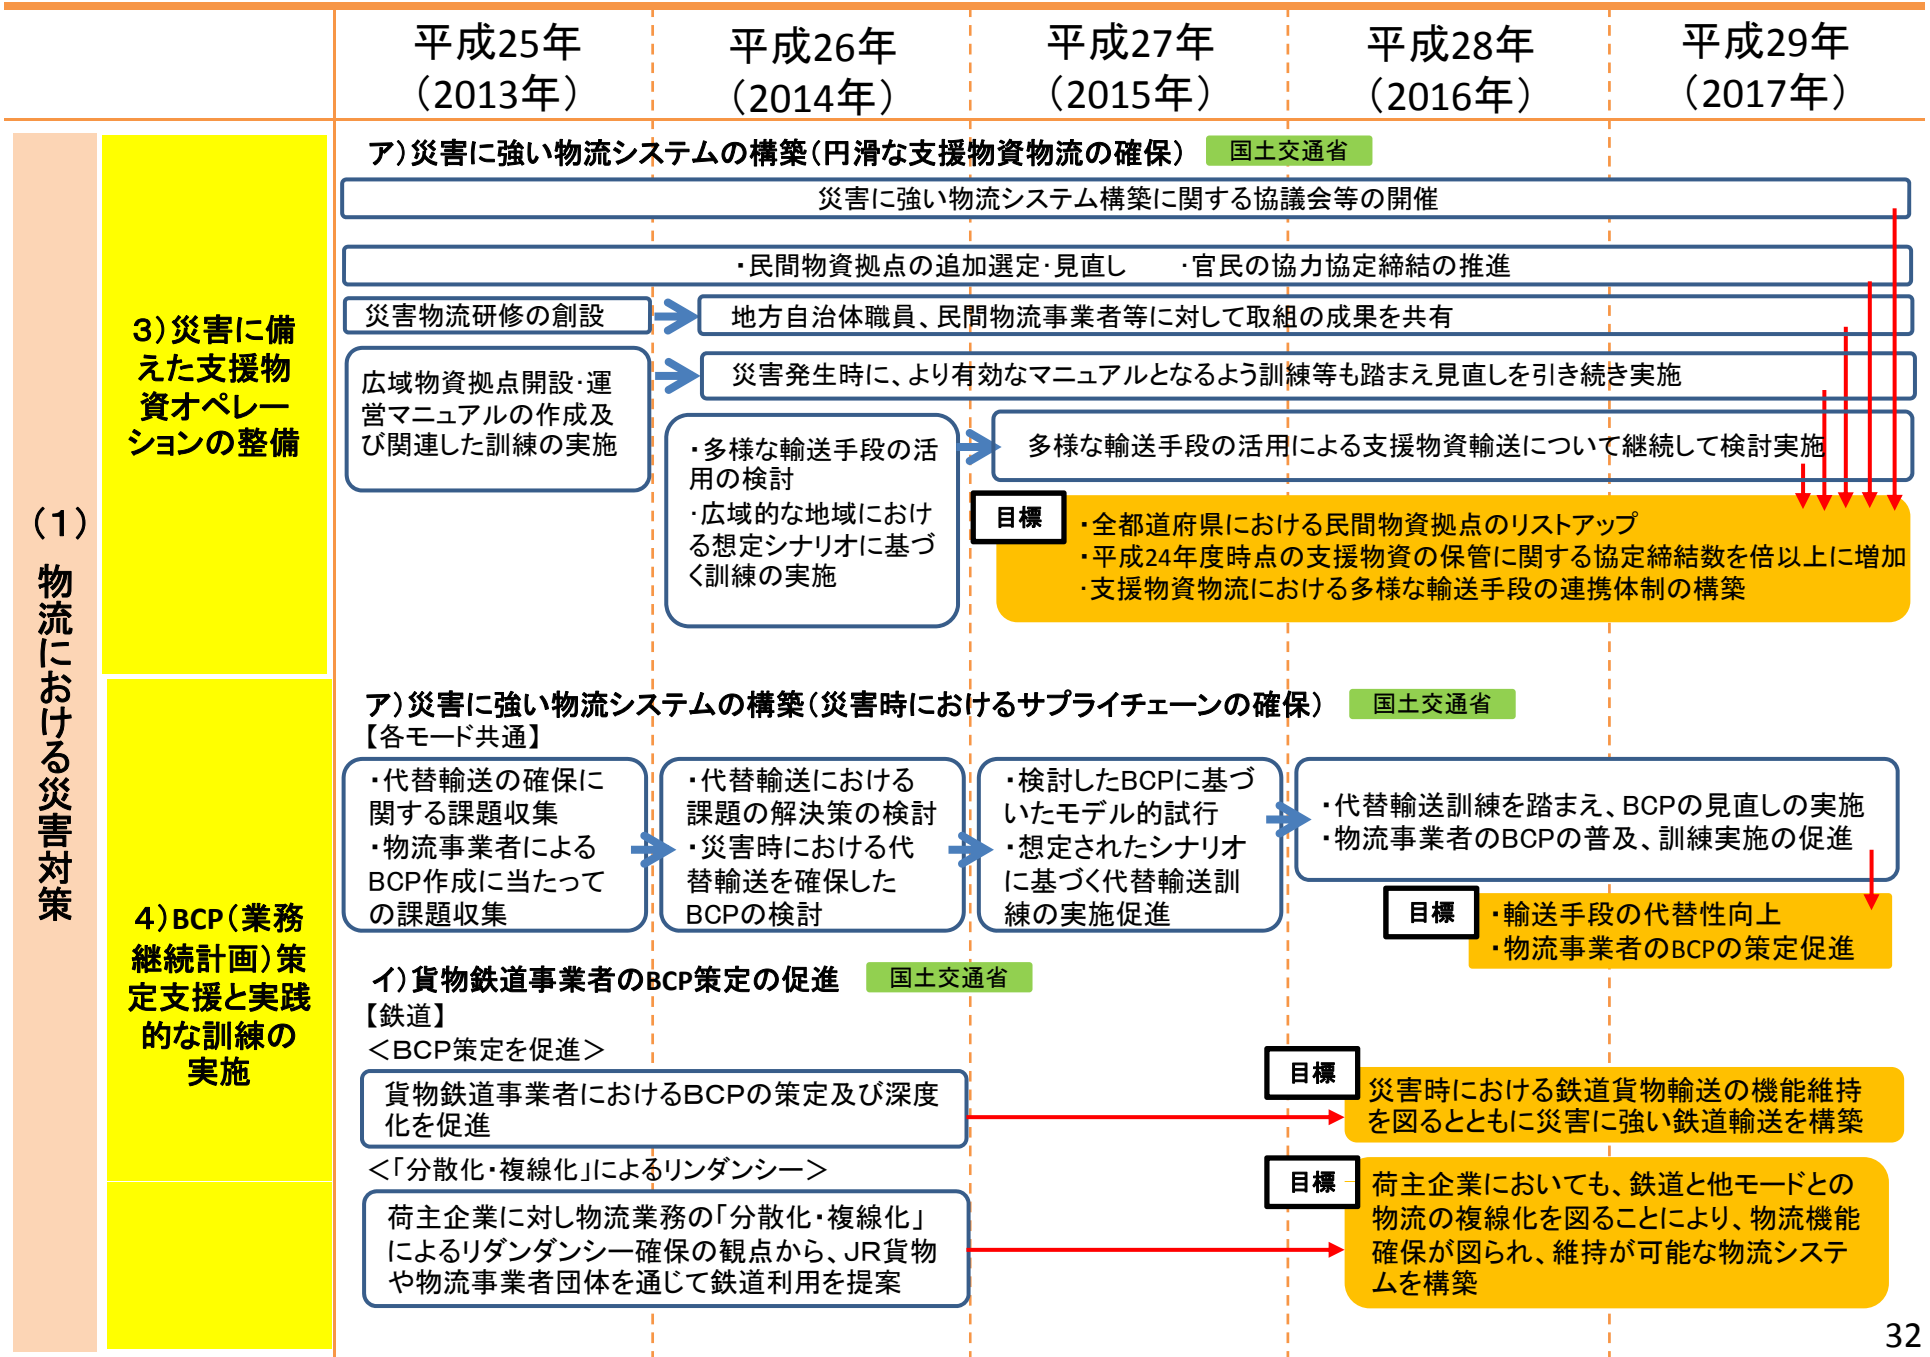 平成25年
（2013年）
平成26年
（2014年）
平成27年
（2015年）
平成28年
（2016年）
平成29年
（2017年）
（1）物流における災害対策
３）災害に備
えた支援物
資オペレー
ションの整備
ア）災害に強い物流システムの構築（円滑な支援物資物流の確保）
国土交通省
災害に強い物流システム構築に関する協議会等の開催
・民間物資拠点の追加選定・見直し　　・官民の協力協定締結の推進
災害物流研修の創設
地方自治体職員、民間物流事業者等に対して取組の成果を共有
広域物資拠点開設・運
営マニュアルの作成及
び関連した訓練の実施
災害発生時に、より有効なマニュアルとなるよう訓練等も踏まえ見直しを引き続き実施
・多様な輸送手段の活
用の検討
・広域的な地域におけ
る想定シナリオに基づ
く訓練の実施
多様な輸送手段の活用による支援物資輸送について継続して検討実施
目標
・全都道府県における民間物資拠点のリストアップ
・平成24年度時点の支援物資の保管に関する協定締結数を倍以上に増加
・支援物資物流における多様な輸送手段の連携体制の構築
４）BCP（業務
継続計画）策
定支援と実践
的な訓練の
実施
ア）災害に強い物流システムの構築（災害時におけるサプライチェーンの確保）
国土交通省
【各モード共通】
・代替輸送の確保に
関する課題収集
・物流事業者による
BCP作成に当たって
の課題収集
・代替輸送における
課題の解決策の検討
・災害時における代
替輸送を確保した
BCPの検討
・検討したBCPに基づ
いたモデル的試行
・想定されたシナリオ
に基づく代替輸送訓
練の実施促進
・代替輸送訓練を踏まえ、BCPの見直しの実施
・物流事業者のBCPの普及、訓練実施の促進
目標
・輸送手段の代替性向上
・物流事業者のBCPの策定促進
イ）貨物鉄道事業者のBCP策定の促進
国土交通省
【鉄道】
＜BCP策定を促進＞
貨物鉄道事業者におけるBCPの策定及び深度
化を促進
目標
災害時における鉄道貨物輸送の機能維持
を図るとともに災害に強い鉄道輸送を構築
＜「分散化・複線化」によるリンダンシー＞
荷主企業に対し物流業務の「分散化・複線化」
によるリダンダンシー確保の観点から、JR貨物
や物流事業者団体を通じて鉄道利用を提案
目標
荷主企業においても、鉄道と他モードとの
物流の複線化を図ることにより、物流機能
確保が図られ、維持が可能な物流システ
ムを構築
32